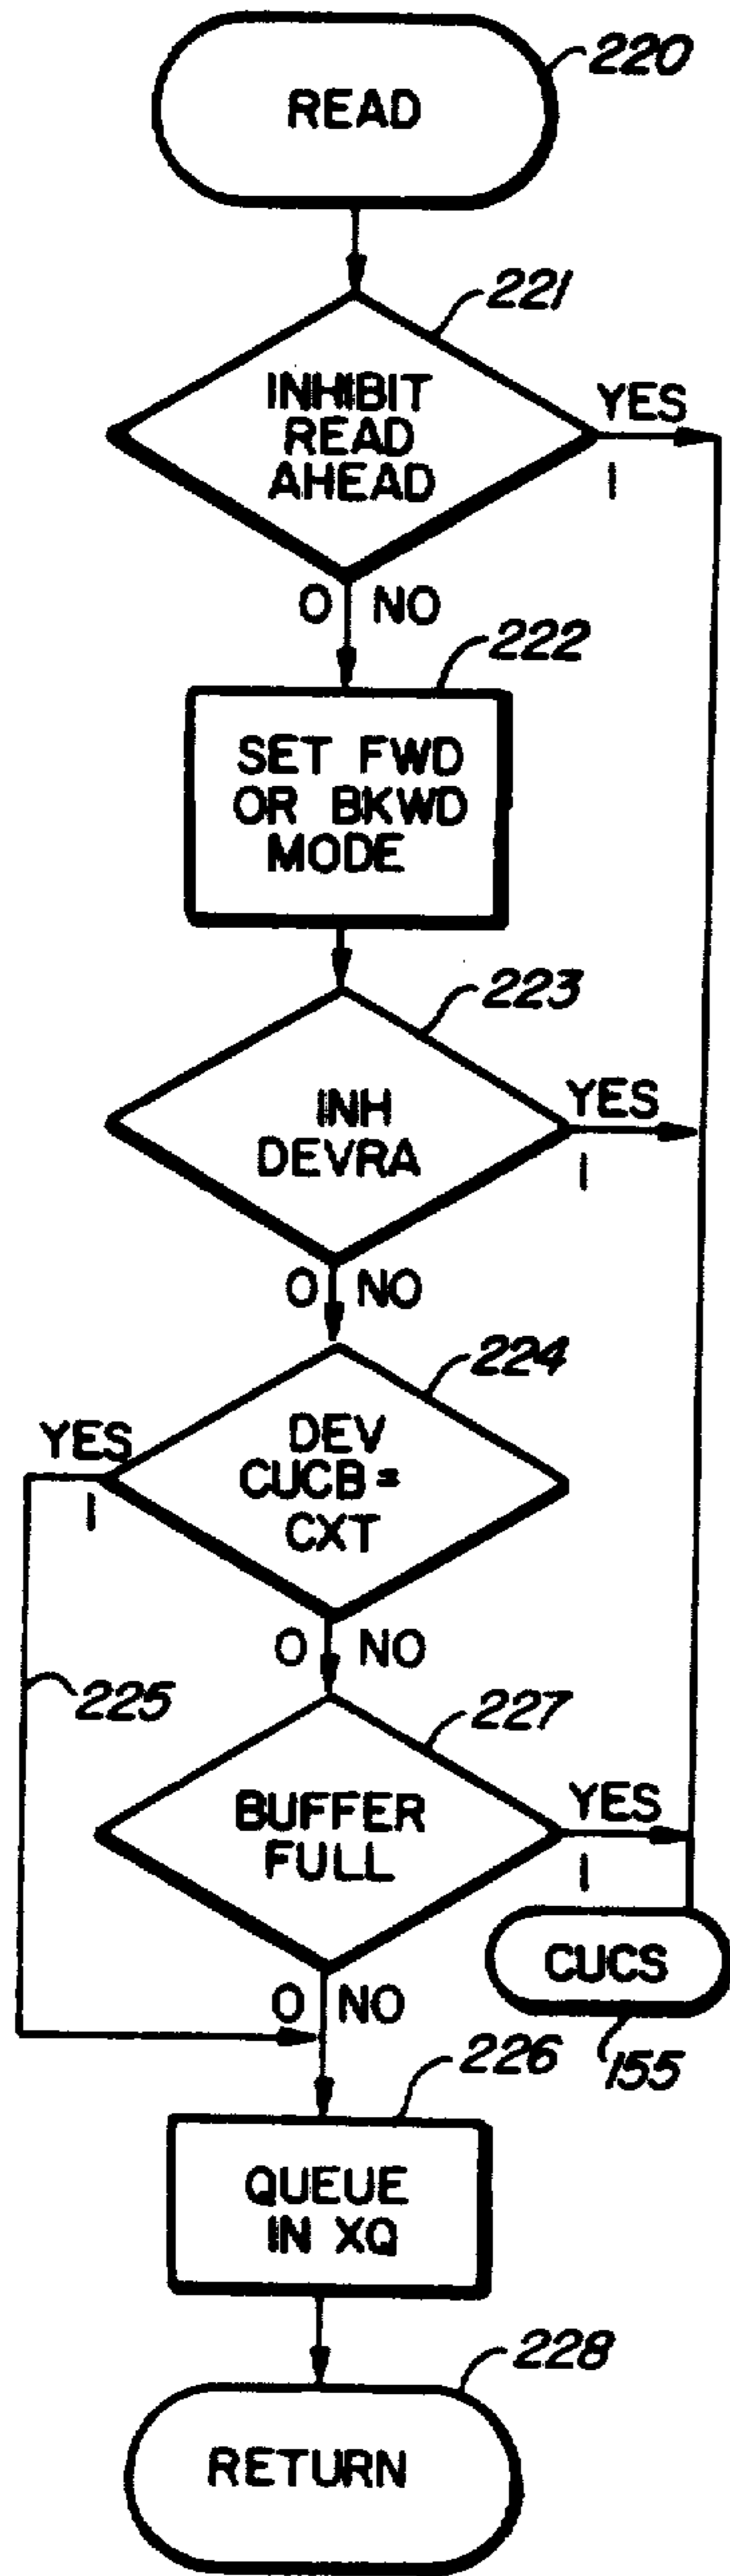 220
READ
221
INHIBIT
READ
AHEAD
YES
1
0 NO
222
SET FWD
OR BKWD
MODE
223
INH
DEVRA
YES
1
0 NO
224
DEV
CUCB =
CXT
YES
1
0 NO
225
227
BUFFER
FULL
YES
1
CUCS
155
0 NO
226
QUEUE
IN XQ
228
RETURN